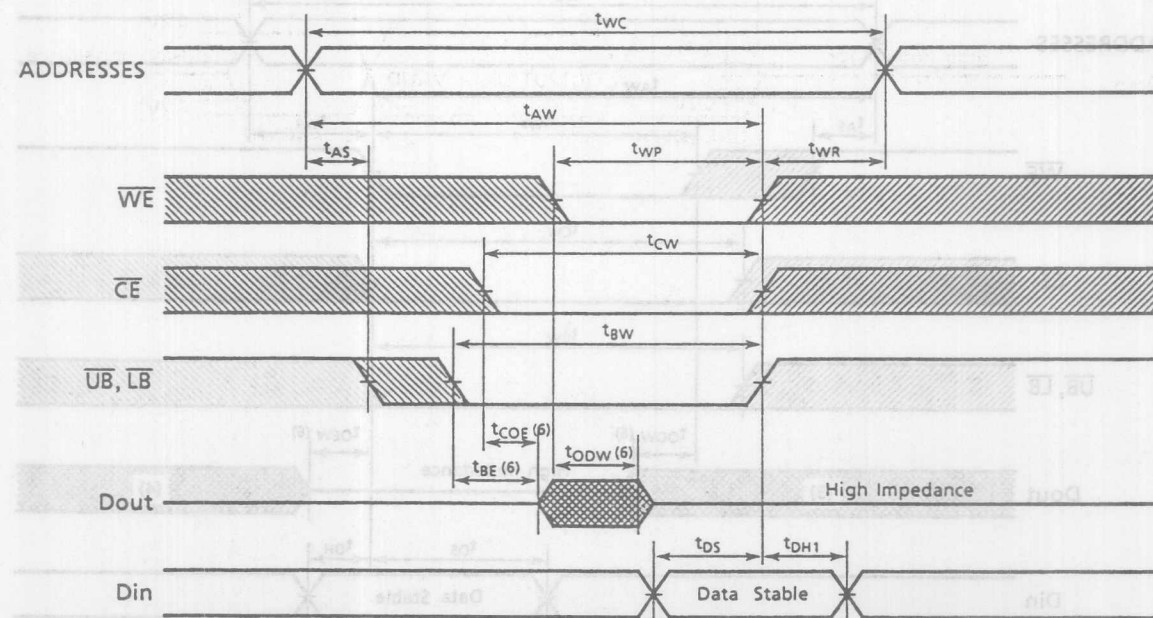 tWC
ADDRESSES
tAW
tAS
tWP
tWR
WE
tCW
CE
tBW
UB, LB
tCOE (6)
tODW (6)
tBE (6)
Dout
High Impedance
tDS
tDH1
Din
Data Stable